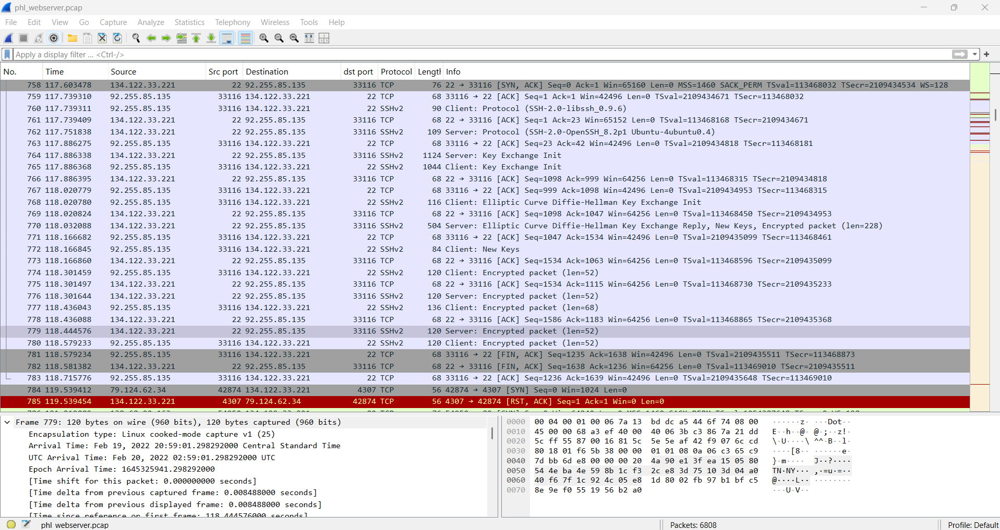 phl_webserver.pcap
File Edit View Go Capture Analyze Statistics Telephony Wireless Tools Help
Apply a display filter ... <Ctrl-/>
No. Time Source Src port Destination dst port Protocol Length Info
758 117.603478 134.122.33.221 22 92.255.85.135 33116 TCP 76 22 → 33116 [SYN, ACK] Seq=0 Ack=1 Win=65160 Len=0 MSS=1460 SACK_PERM TSval=113468032 TSecr=2109434534 WS=128
759 117.739310 92.255.85.135 33116 134.122.33.221 22 TCP 68 33116 → 22 [ACK] Seq=1 Ack=1 Win=42496 Len=0 TSval=2109434671 TSecr=113468032
760 117.739311 92.255.85.135 33116 134.122.33.221 22 SSHv2 90 Client: Protocol (SSH-2.0-libssh_0.9.6)
761 117.739409 134.122.33.221 22 92.255.85.135 33116 TCP 68 22 → 33116 [ACK] Seq=1 Ack=23 Win=65152 Len=0 TSval=113468168 TSecr=2109434671
762 117.751838 134.122.33.221 22 92.255.85.135 33116 SSHv2 109 Server: Protocol (SSH-2.0-OpenSSH_8.2p1 Ubuntu-4ubuntu0.4)
763 117.886275 92.255.85.135 33116 134.122.33.221 22 TCP 68 33116 → 22 [ACK] Seq=23 Ack=42 Win=42496 Len=0 TSval=2109434818 TSecr=113468181
764 117.886338 134.122.33.221 22 92.255.85.135 33116 SSHv2 1124 Server: Key Exchange Init
765 117.886368 92.255.85.135 33116 134.122.33.221 22 SSHv2 1044 Client: Key Exchange Init
766 117.886395 134.122.33.221 22 92.255.85.135 33116 TCP 68 22 → 33116 [ACK] Seq=1098 Ack=999 Win=64256 Len=0 TSval=113468315 TSecr=2109434818
767 118.020779 92.255.85.135 33116 134.122.33.221 22 TCP 68 33116 → 22 [ACK] Seq=999 Ack=1098 Win=42496 Len=0 TSval=2109434953 TSecr=113468315
768 118.020780 92.255.85.135 33116 134.122.33.221 22 SSHv2 116 Client: Elliptic Curve Diffie-Hellman Key Exchange Init
769 118.020824 134.122.33.221 22 92.255.85.135 33116 TCP 68 22 → 33116 [ACK] Seq=1098 Ack=1047 Win=64256 Len=0 TSval=113468450 TSecr=2109434953
770 118.032088 134.122.33.221 22 92.255.85.135 33116 SSHv2 504 Server: Elliptic Curve Diffie-Hellman Key Exchange Reply, New Keys, Encrypted packet (len=228)
771 118.166682 92.255.85.135 33116 134.122.33.221 22 TCP 68 33116 → 22 [ACK] Seq=1047 Ack=1534 Win=42496 Len=0 TSval=2109435099 TSecr=113468461
772 118.166845 92.255.85.135 33116 134.122.33.221 22 SSHv2 84 Client: New Keys
773 118.166860 134.122.33.221 22 92.255.85.135 33116 TCP 68 22 → 33116 [ACK] Seq=1534 Ack=1063 Win=64256 Len=0 TSval=113468596 TSecr=2109435099
774 118.301459 92.255.85.135 33116 134.122.33.221 22 SSHv2 120 Client: Encrypted packet (len=52)
775 118.301497 134.122.33.221 22 92.255.85.135 33116 TCP 68 22 → 33116 [ACK] Seq=1534 Ack=1115 Win=64256 Len=0 TSval=113468730 TSecr=2109435233
776 118.301644 134.122.33.221 22 92.255.85.135 33116 SSHv2 120 Server: Encrypted packet (len=52)
777 118.436043 92.255.85.135 33116 134.122.33.221 22 SSHv2 136 Client: Encrypted packet (len=68)
778 118.436088 134.122.33.221 22 92.255.85.135 33116 TCP 68 22 → 33116 [ACK] Seq=1586 Ack=1183 Win=64256 Len=0 TSval=113468865 TSecr=2109435368
779 118.444576 134.122.33.221 22 92.255.85.135 33116 SSHv2 120 Server: Encrypted packet (len=52)
780 118.579233 92.255.85.135 33116 134.122.33.221 22 SSHv2 120 Client: Encrypted packet (len=52)
781 118.579234 92.255.85.135 33116 134.122.33.221 22 TCP 68 33116 → 22 [FIN, ACK] Seq=1235 Ack=1638 Win=42496 Len=0 TSval=2109435511 TSecr=113468873
782 118.581382 134.122.33.221 22 92.255.85.135 33116 TCP 68 22 → 33116 [FIN, ACK] Seq=1638 Ack=1236 Win=64256 Len=0 TSval=113469010 TSecr=2109435511
783 118.715776 92.255.85.135 33116 134.122.33.221 22 TCP 68 33116 → 22 [ACK] Seq=1236 Ack=1639 Win=42496 Len=0 TSval=2109435648 TSecr=113469010
784 119.539412 79.124.62.34 42874 134.122.33.221 4307 TCP 56 42874 → 4307 [SYN] Seq=0 Win=1024 Len=0
785 119.539454 134.122.33.221 4307 79.124.62.34 42874 TCP 56 4307 → 42874 [RST, ACK] Seq=1 Ack=1 Win=0 Len=0
Frame 779: 120 bytes on wire (960 bits), 120 bytes captured (960 bits)
Encapsulation type: Linux cooked-mode capture v1 (25)
Arrival Time: Feb 19, 2022 20:59:01.298292000 Central Standard Time
UTC Arrival Time: Feb 20, 2022 02:59:01.298292000 UTC
Epoch Arrival Time: 1645325941.298292000
[Time shift for this packet: 0.000000000 seconds]
[Time delta from previous captured frame: 0.008488000 seconds]
[Time delta from previous displayed frame: 0.008488000 seconds]
[Time since reference or first frame: 118.444576000 seconds]
0000 00 04 00 01 00 06 7a 13 bd dc a5 44 6f 74 08 00 ······z· ···Dot··
0010 45 00 00 68 a3 ef 40 00 40 06 3b c3 86 7a 21 dd E··h··@· @·;··z!·
0020 5c ff 55 87 00 16 81 5c 5e 5e af 42 f9 07 6c cd \·U····\ ^^·B··l·
0030 80 18 01 f6 5b 38 00 00 01 01 08 0a 06 c3 65 c9 ····[8·· ······e·
0040 7d bb 6d e8 00 00 00 20 4a 90 e1 3f ea 15 05 80 }·m···· J··?····
0050 54 4e ba 4e 59 8b 1c f3 2c e8 3d 75 10 3d 04 a0 TN·NY··· ,·=u·=··
0060 40 f6 7f 1c 92 4c 05 e8 1d 80 02 fb 97 b1 bf c5 @····L·· ········
0070 8e 9e f0 55 19 56 b2 a0 ···U·V··
phl_webserver.pcap Packets: 6808 Profile: Default